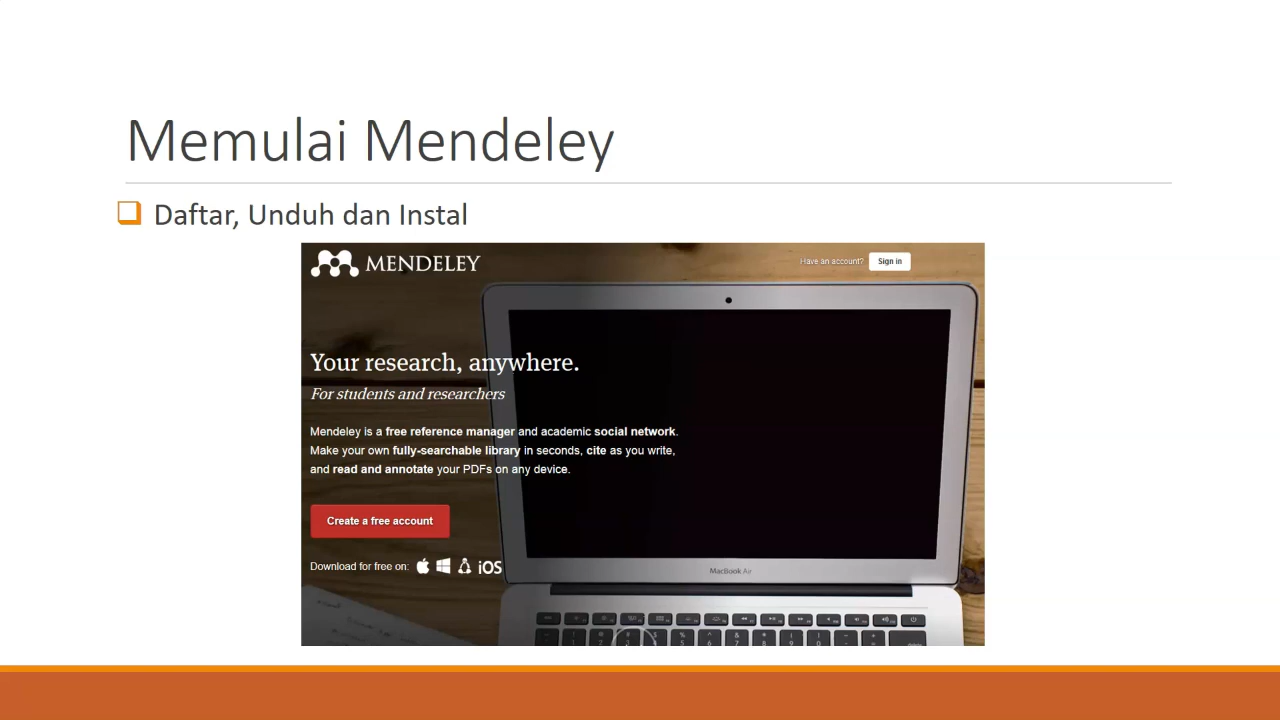 Memulai Mendeley
Daftar, Unduh dan Instal
MENDELEY
Have an account? Sign in
Your research, anywhere.
For students and researchers
Mendeley is a free reference manager and academic social network.
Make your own fully-searchable library in seconds, cite as you write,
and read and annotate your PDFs on any device.
Create a free account
Download for free on: iOS
MacBook Air